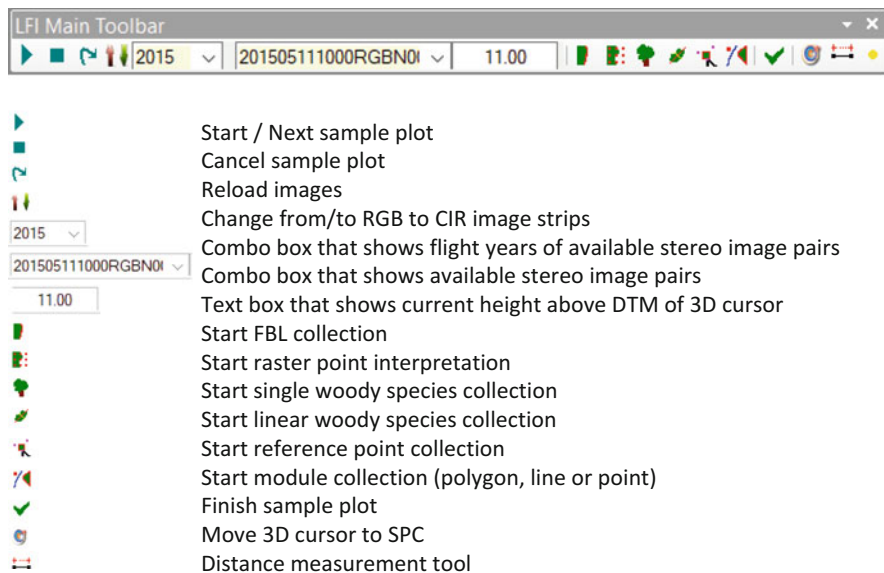 LFI Main Toolbar
2015 201505111000RGBN0 11.00
Start / Next sample plot
Cancel sample plot
Reload images
Change from/to RGB to CIR image strips
2015 Combo box that shows flight years of available stereo image pairs
201505111000RGBN0 Combo box that shows available stereo image pairs
11.00 Text box that shows current height above DTM of 3D cursor
Start FBL collection
Start raster point interpretation
Start single woody species collection
Start linear woody species collection
Start reference point collection
Start module collection (polygon, line or point)
Finish sample plot
Move 3D cursor to SPC
Distance measurement tool